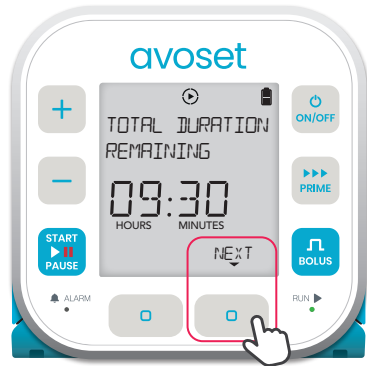 avoset
+
ON/OFF
TOTAL DURATION
REMAINING
−
PRIME
09:30
HOURS MINUTES
START
PAUSE
NEXT
BOLUS
ALARM
RUN